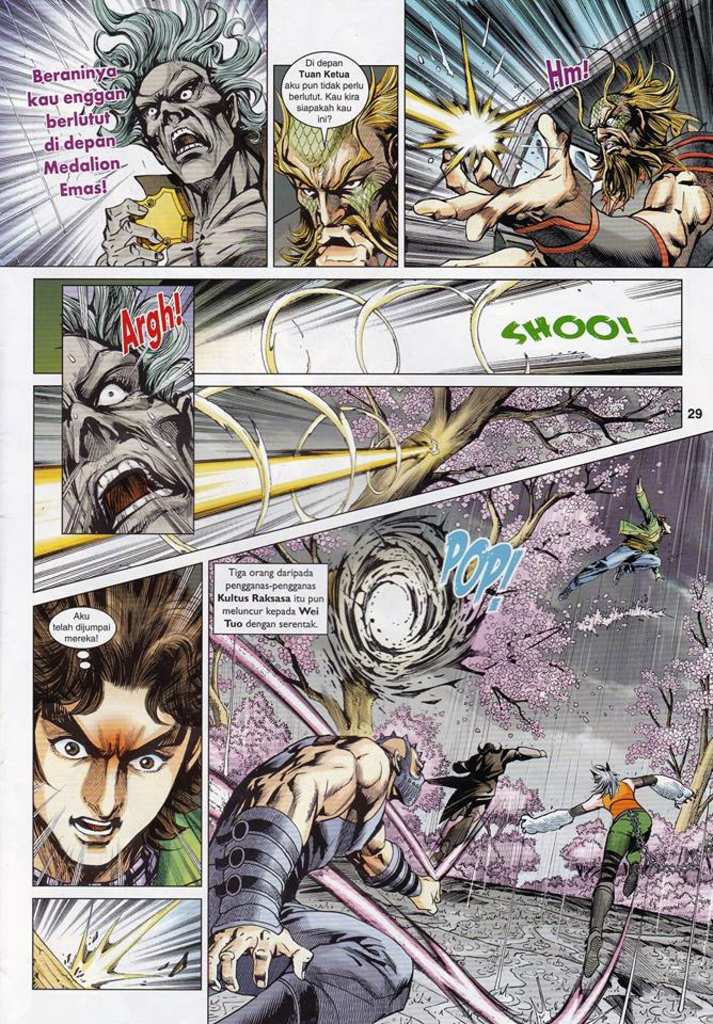 Beraninya
kau enggan
berlutut
di depan
Medalion
Emas!
Di depan
Tuan Ketua
aku pun tidak perlu
berlutut. Kau kira
siapakah kau
ini?
Hm!
Argh!
SHOO!
29
POP!
Tiga orang daripada
pengganas-pengganas
Kultus Raksasa itu pun
meluncur kepada Wei
Tuo dengan serentak.
Aku
telah dijumpai
mereka!